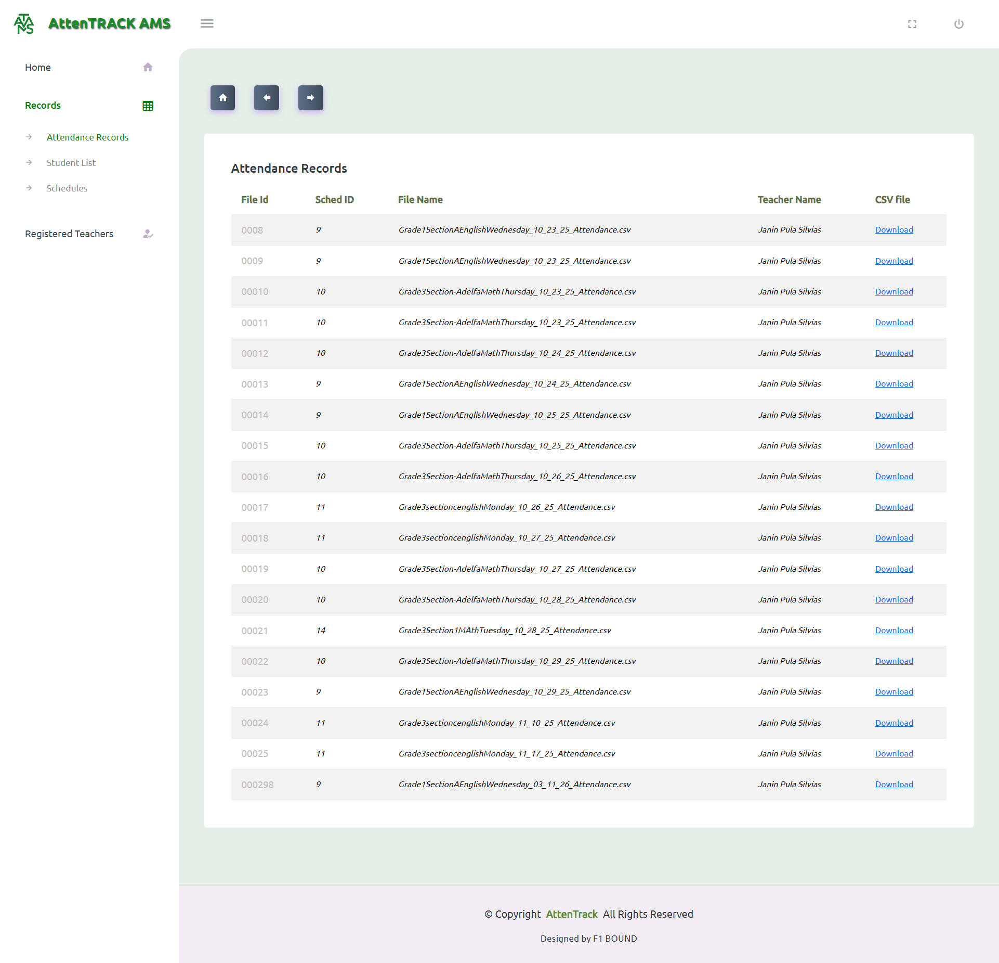 ATAMS AttenTRACK AMS
Home
Records
Attendance Records
Student List
Schedules
Registered Teachers
Attendance Records
File Id Sched ID File Name Teacher Name CSV file
0008 9 Grade1SectionAEnglishWednesday_10_23_25_Attendance.csv Janin Pula Silvias Download
0009 9 Grade1SectionAEnglishWednesday_10_23_25_Attendance.csv Janin Pula Silvias Download
00010 10 Grade3Section-AdelfaMathThursday_10_23_25_Attendance.csv Janin Pula Silvias Download
00011 10 Grade3Section-AdelfaMathThursday_10_23_25_Attendance.csv Janin Pula Silvias Download
00012 10 Grade3Section-AdelfaMathThursday_10_24_25_Attendance.csv Janin Pula Silvias Download
00013 9 Grade1SectionAEnglishWednesday_10_24_25_Attendance.csv Janin Pula Silvias Download
00014 9 Grade1SectionAEnglishWednesday_10_25_25_Attendance.csv Janin Pula Silvias Download
00015 10 Grade3Section-AdelfaMathThursday_10_25_25_Attendance.csv Janin Pula Silvias Download
00016 10 Grade3Section-AdelfaMathThursday_10_26_25_Attendance.csv Janin Pula Silvias Download
00017 11 Grade3sectioncenglishMonday_10_26_25_Attendance.csv Janin Pula Silvias Download
00018 11 Grade3sectioncenglishMonday_10_27_25_Attendance.csv Janin Pula Silvias Download
00019 10 Grade3Section-AdelfaMathThursday_10_27_25_Attendance.csv Janin Pula Silvias Download
00020 10 Grade3Section-AdelfaMathThursday_10_28_25_Attendance.csv Janin Pula Silvias Download
00021 14 Grade3Section1MAthTuesday_10_28_25_Attendance.csv Janin Pula Silvias Download
00022 10 Grade3Section-AdelfaMathThursday_10_29_25_Attendance.csv Janin Pula Silvias Download
00023 9 Grade1SectionAEnglishWednesday_10_29_25_Attendance.csv Janin Pula Silvias Download
00024 11 Grade3sectioncenglishMonday_11_10_25_Attendance.csv Janin Pula Silvias Download
00025 11 Grade3sectioncenglishMonday_11_17_25_Attendance.csv Janin Pula Silvias Download
000298 9 Grade1SectionAEnglishWednesday_03_11_26_Attendance.csv Janin Pula Silvias Download
© Copyright AttenTrack All Rights Reserved
Designed by F1 BOUND